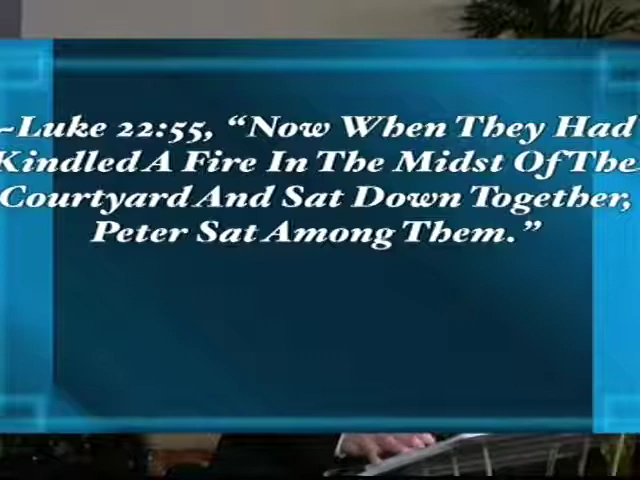 ~Luke 22:55, “Now When They Had
Kindled A Fire In The Midst Of The
Courtyard And Sat Down Together,
Peter Sat Among Them.”